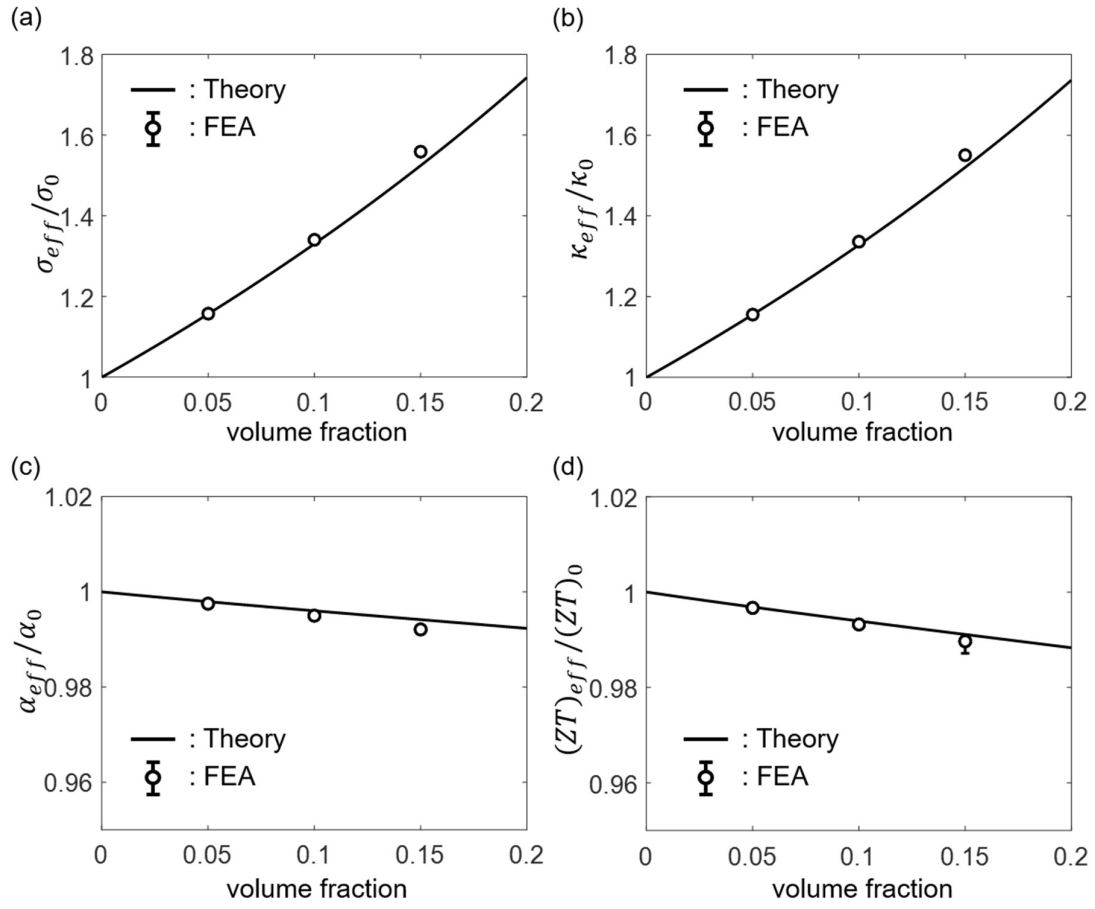 (a)
1.8
1.6
1.4
1.2
1
σ_eff/σ_0
: Theory
: FEA
0 0.05 0.1 0.15 0.2
volume fraction
(b)
1.8
1.6
1.4
1.2
1
κ_eff/κ_0
: Theory
: FEA
0 0.05 0.1 0.15 0.2
volume fraction
(c)
1.02
1
0.98
0.96
α_eff/α_0
: Theory
: FEA
0 0.05 0.1 0.15 0.2
volume fraction
(d)
1.02
1
0.98
0.96
(ZT)_eff/(ZT)_0
: Theory
: FEA
0 0.05 0.1 0.15 0.2
volume fraction